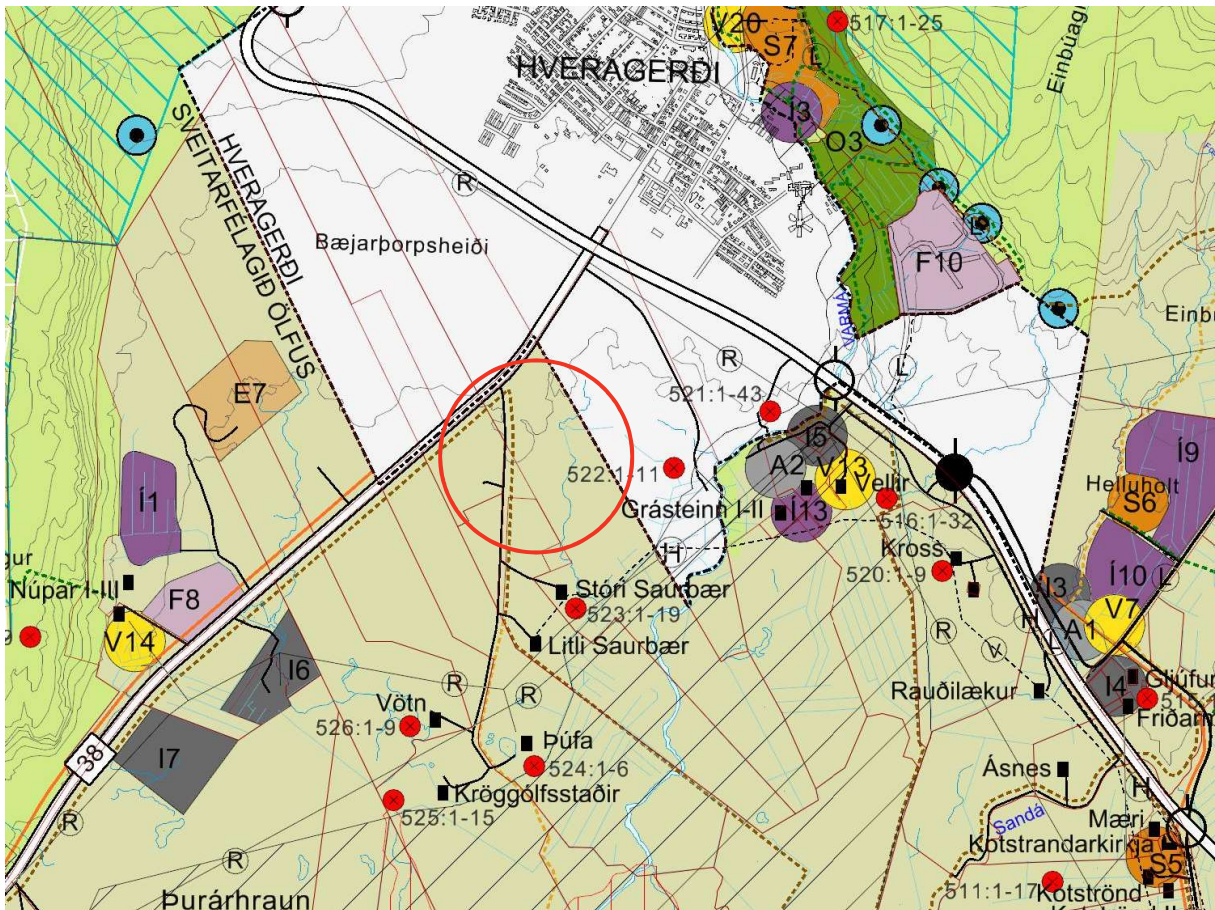 V20
S7
517:1-25
L
Einbúagi
HVERAGERÐI
Í3
O3
HVERAGERÐI
SVEITARFÉLAGIÐ ÖLFUS
R
Bæjarþorpsheiði
L
F10
VARMÁ
Einbú
R
L
E7
521:1-43
I5
A2
V13
Í9
522:1-11
Vellir
Helluholt
S6
Grásteinn I-II
Í13
516:1-32
Í1
H
Kross
Í10
L
520:1-9
I3
Núpar I-III
F8
Stóri Saurbær
V7
523:1-19
H
A1
V14
Litli Saurbær
R
A
L
I6
Vötn
R
R
Rauðilækur
I4
Gljúfur
526:1-9
Friðarm
Þúfa
38
I7
524:1-6
Ásnes
Kröggólfsstaðir
H
525:1-15
R
Sandá
Mæri
Kotstrandarkirkja
R
S5
511:1-17
Kotströnd
Þurárhraun